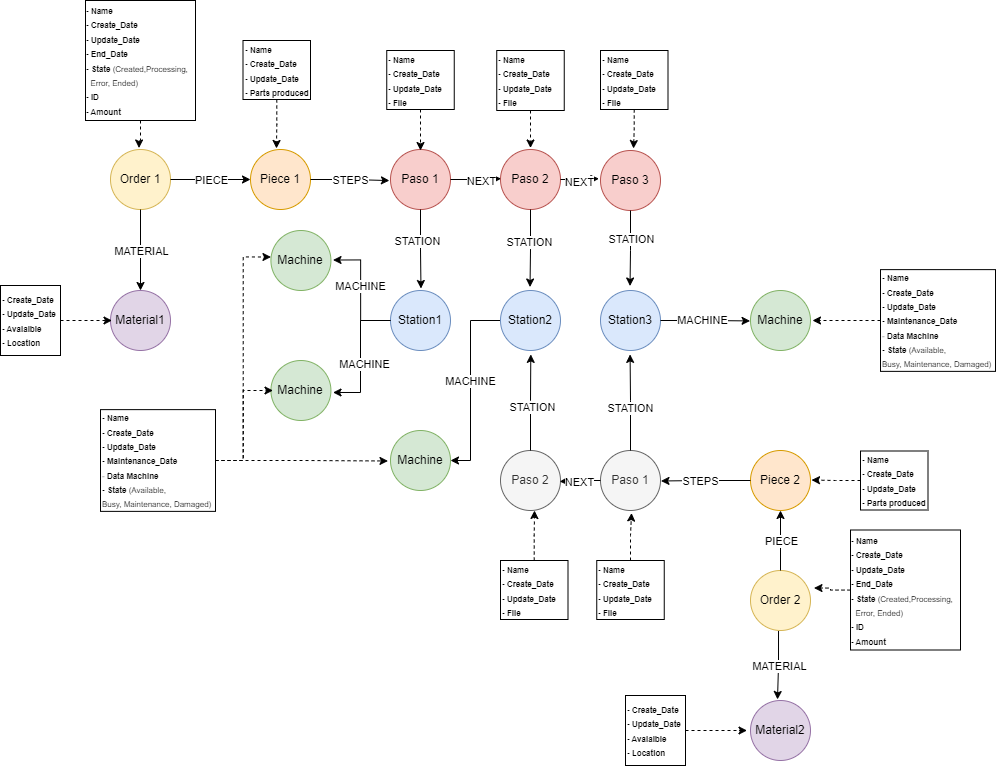 - Name
- Create_Date
- Update_Date
- End_Date
- State (Created,Processing,
Error, Ended)
- ID
- Amount
- Name
- Create_Date
- Update_Date
- Parts produced
- Name
- Create_Date
- Update_Date
- File
- Name
- Create_Date
- Update_Date
- File
- Name
- Create_Date
- Update_Date
- File
Order 1
PIECE
Piece 1
STEPS
Paso 1
NEXT
Paso 2
NEXT
Paso 3
MATERIAL
STATION
STATION
STATION
Machine
MACHINE
- Create_Date
- Update_Date
- Avalaible
- Location
Material1
Station1
Station2
Station3
MACHINE
Machine
- Name
- Create_Date
- Update_Date
- Maintenance_Date
- Data Machine
- State (Available,
Busy, Maintenance, Damaged)
MACHINE
Machine
MACHINE
STATION
STATION
- Name
- Create_Date
- Update_Date
- Maintenance_Date
- Data Machine
- State (Available,
Busy, Maintenance, Damaged)
Machine
Paso 2
NEXT
Paso 1
STEPS
Piece 2
- Name
- Create_Date
- Update_Date
- Parts produced
PIECE
- Name
- Create_Date
- Update_Date
- File
- Name
- Create_Date
- Update_Date
- File
Order 2
- Name
- Create_Date
- Update_Date
- End_Date
- State (Created,Processing,
Error, Ended)
- ID
- Amount
MATERIAL
- Create_Date
- Update_Date
- Avalaible
- Location
Material2